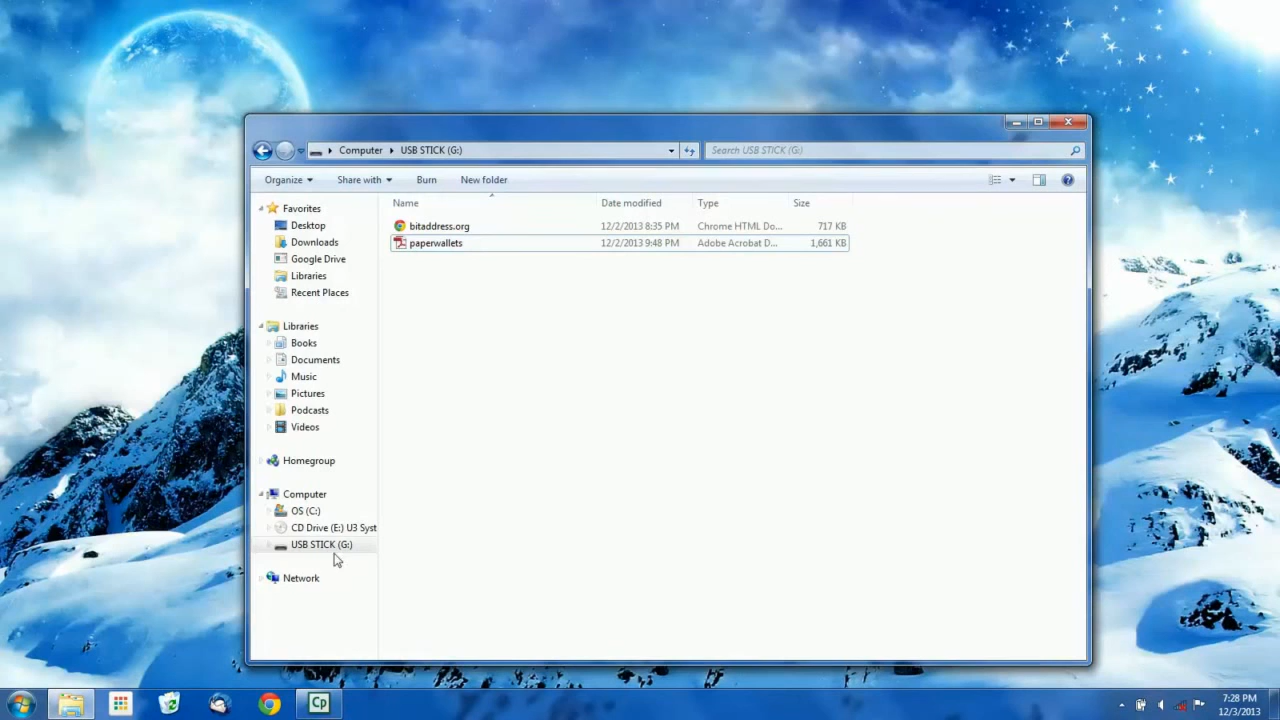 Computer USB STICK (G:)
Search USB STICK (G:)
Organize Share with Burn New folder
Name Date modified Type Size
bitaddress.org 12/2/2013 8:35 PM Chrome HTML Do... 717 KB
paperwallets 12/2/2013 9:48 PM Adobe Acrobat D... 1,661 KB
Favorites
Desktop
Downloads
Google Drive
Libraries
Recent Places
Libraries
Books
Documents
Music
Pictures
Podcasts
Videos
Homegroup
Computer
OS (C:)
CD Drive (E:) U3 Syst
USB STICK (G:)
Network
Cp
7:28 PM
12/3/2013